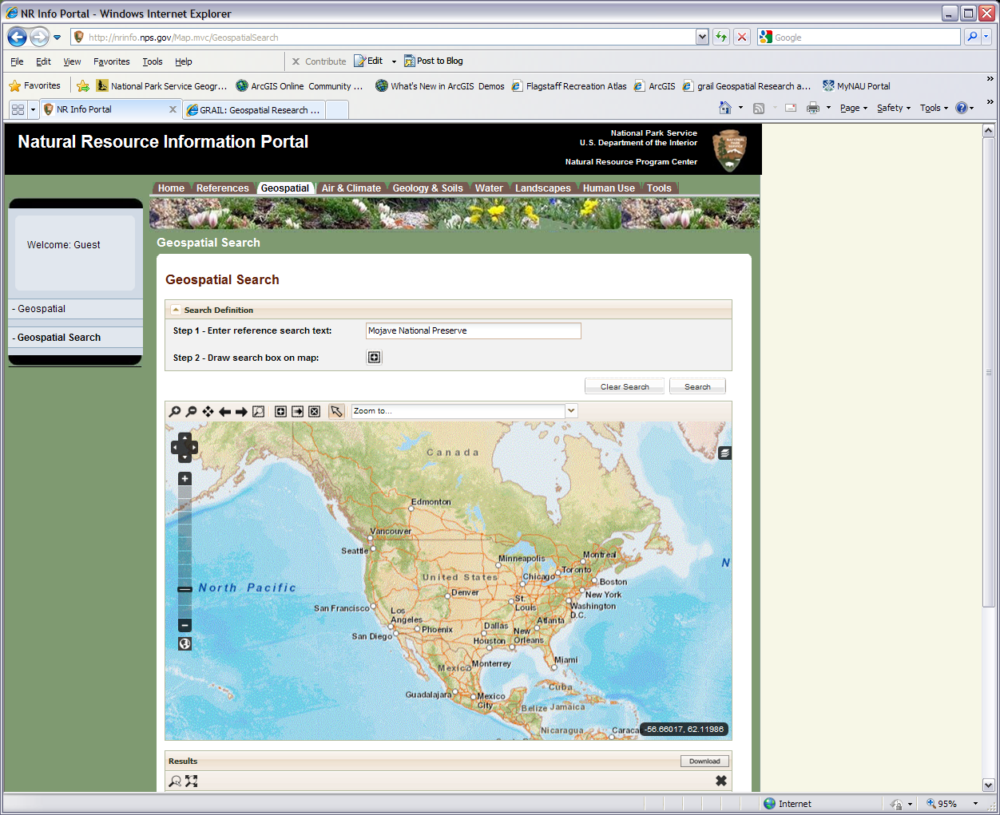 NR Info Portal - Windows Internet Explorer
http://nrinfo.nps.gov/Map.mvc/GeospatialSearch
Google
File Edit View Favorites Tools Help
Contribute Edit Post to Blog
Favorites National Park Service Geogr... ArcGIS Online Community ... What's New in ArcGIS Demos Flagstaff Recreation Atlas ArcGIS grail Geospatial Research a... MyNAU Portal
NR Info Portal GRAIL: Geospatial Research ... Page Safety Tools
Natural Resource Information Portal
National Park Service
U.S. Department of the Interior
Natural Resource Program Center
Home References Geospatial Air & Climate Geology & Soils Water Landscapes Human Use Tools
Welcome: Guest
- Geospatial
- Geospatial Search
Geospatial Search
Geospatial Search
Search Definition
Step 1 - Enter reference search text: Mojave National Preserve
Step 2 - Draw search box on map:
Clear Search Search
Zoom to...
Canada
Edmonton
Vancouver
Seattle
Minneapolis
Montreal
Toronto
Chicago
United States
Boston
North Pacific
N
Denver
New York
St. Louis
Washington D.C.
San Francisco
Los Angeles
Atlanta
Phoenix
Dallas
New Orleans
San Diego
Houston
Miami
Mexico
Monterrey
Cuba
Guadalajara
Mexico City
Belize
Jamaica
Nicaragua
Caraca
-56.66017, 62.11986
Results Download
Internet 95%